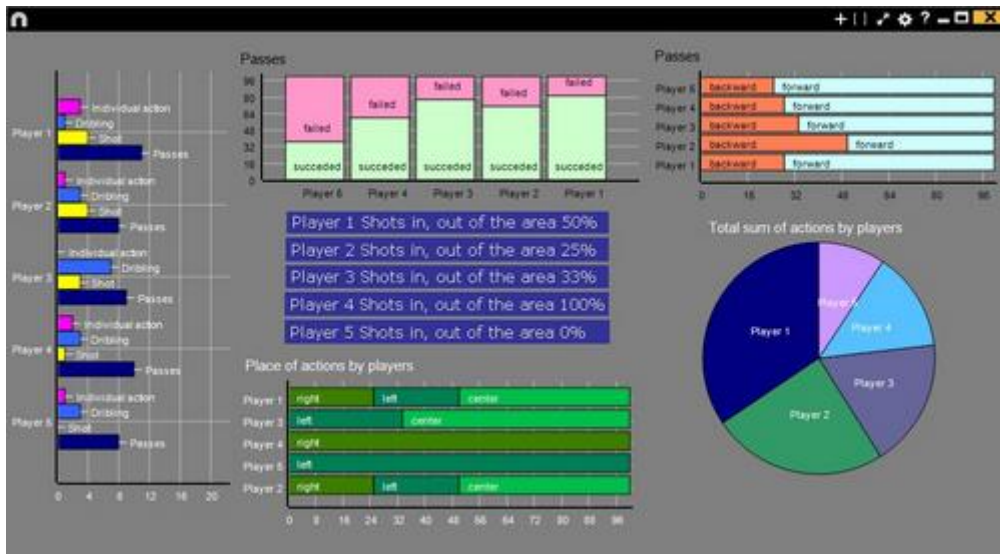 Player 1
Individual action
Dribling
Shot
Passes
Player 2
Individual action
Dribling
Shot
Passes
Player 3
Individual action
Dribling
Shot
Passes
Player 4
Individual action
Dribling
Shot
Passes
Player 5
Individual action
Dribling
Shot
Passes
0 4 8 12 16 20
Passes
96
80
64
48
32
16
0
failed failed failed failed failed
succeded succeded succeded succeded succeded
Player 5 Player 4 Player 3 Player 2 Player 1
Player 1 Shots in, out of the area 50%
Player 2 Shots in, out of the area 25%
Player 3 Shots in, out of the area 33%
Player 4 Shots in, out of the area 100%
Player 5 Shots in, out of the area 0%
Place of actions by players
Player 1 right left center
Player 3 left center
Player 4 right
Player 5 left
Player 2 right left center
0 8 16 24 32 40 48 56 64 72 80 88 96
Passes
Player 5 backward forward
Player 4 backward forward
Player 3 backward forward
Player 2 backward forward
Player 1 backward forward
0 16 32 48 64 80 96
Total sum of actions by players
Player 5
Player 1
Player 4
Player 3
Player 2